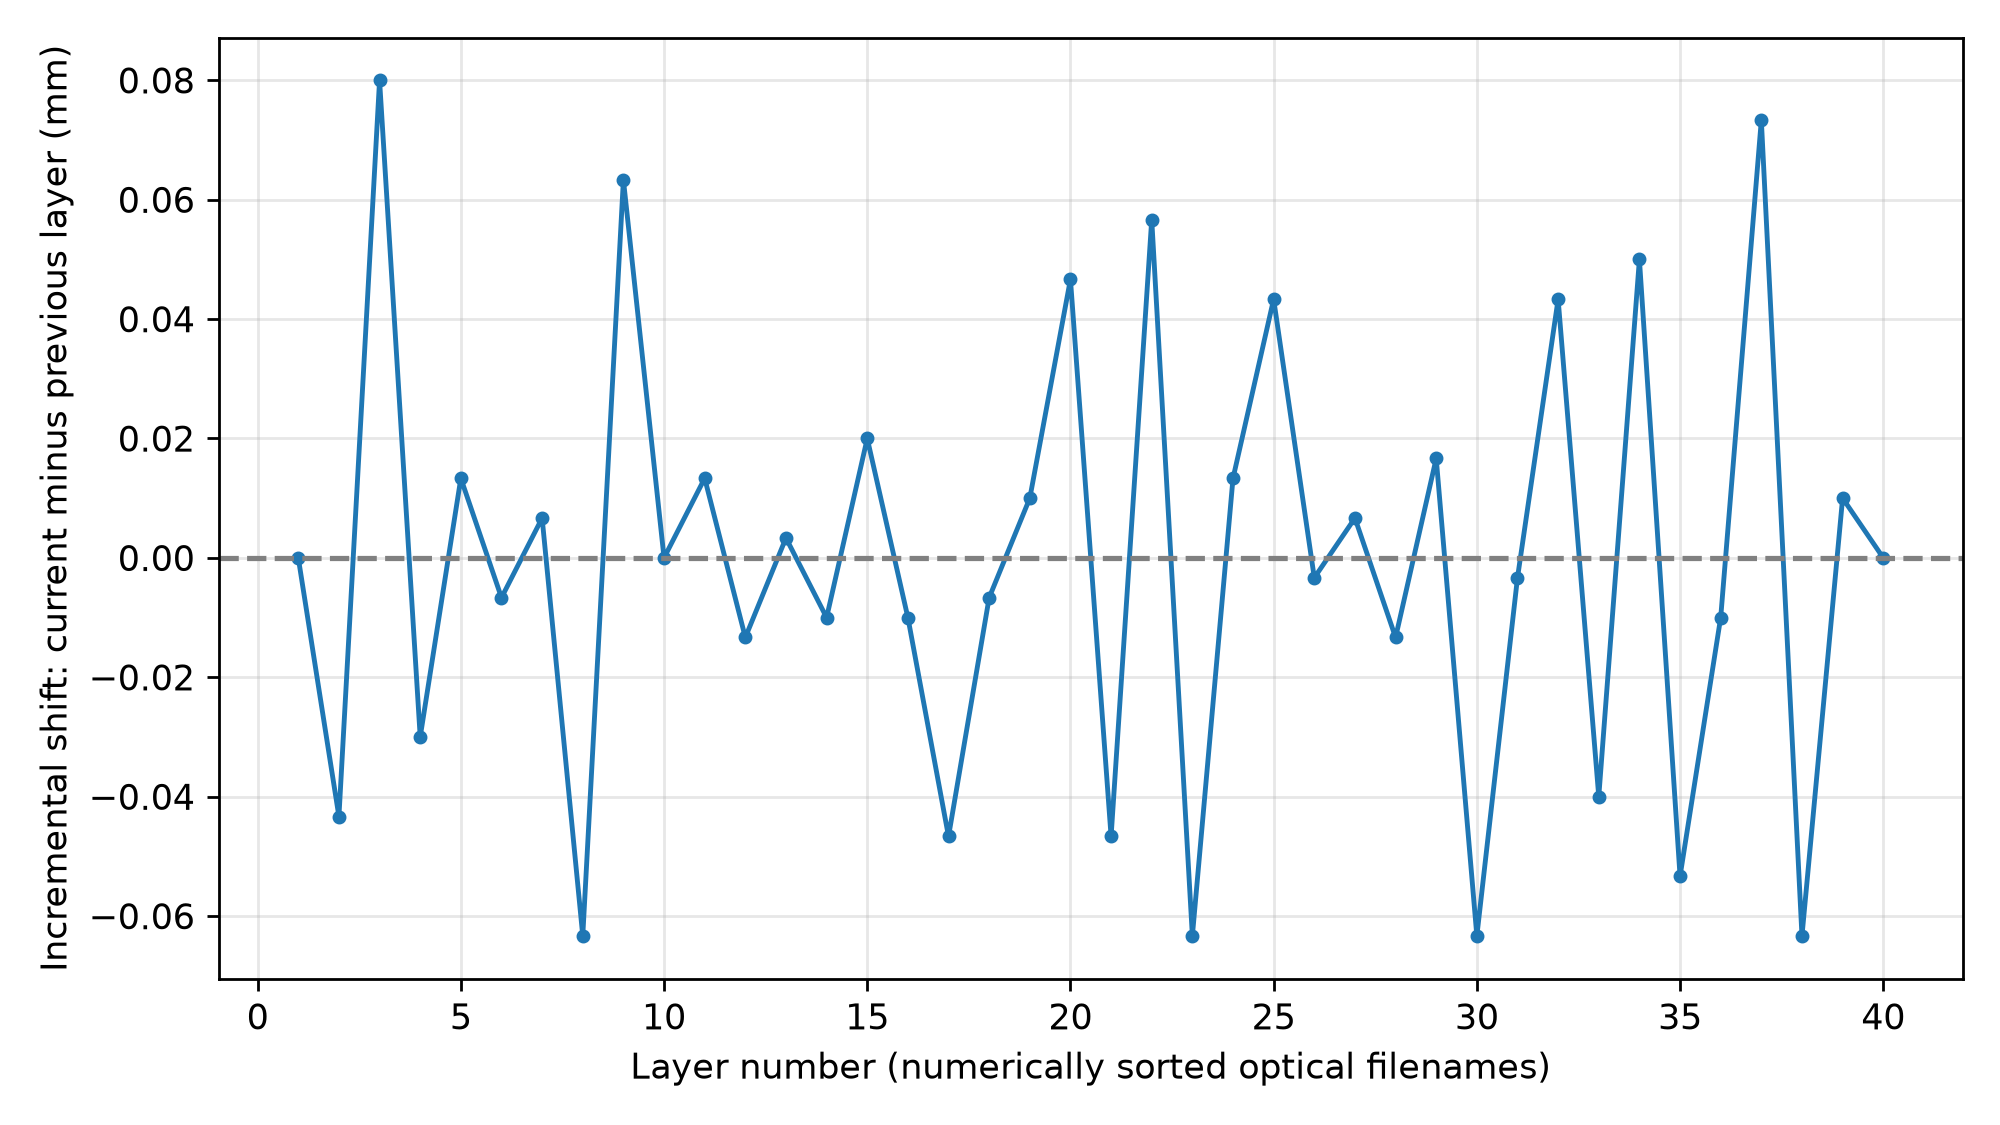 Incremental shift: current minus previous layer (mm)
0.08
0.06
0.04
0.02
0.00
−0.02
−0.04
−0.06
0 5 10 15 20 25 30 35 40
Layer number (numerically sorted optical filenames)